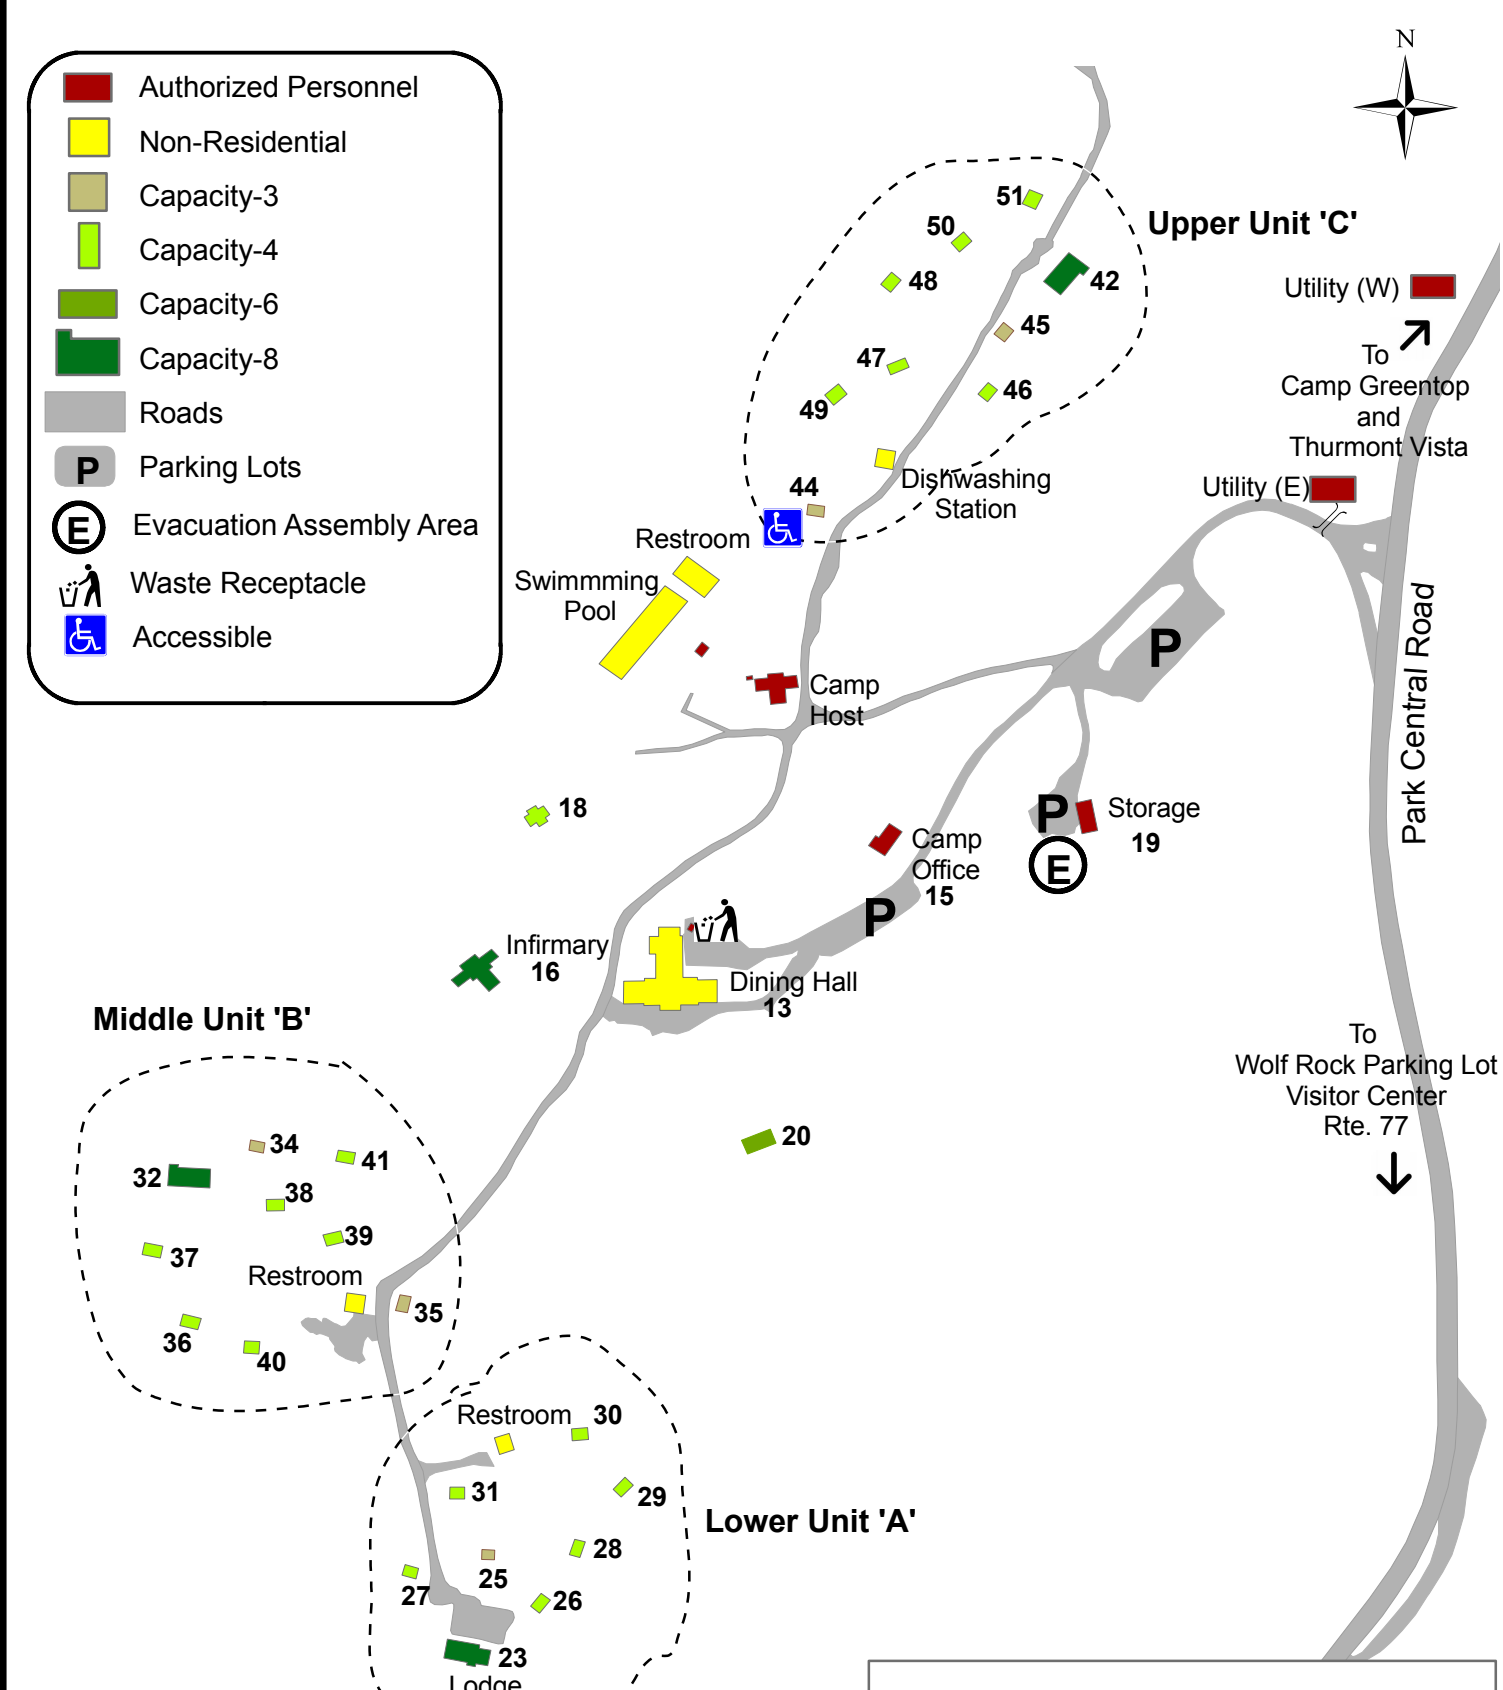 N
Authorized Personnel
Non-Residential
Capacity-3
Capacity-4
Capacity-6
Capacity-8
Roads
P
Parking Lots
E
Evacuation Assembly Area
Waste Receptacle
Accessible
Upper Unit 'C'
51
50
48
42
45
47
46
49
44
Dishwashing
Station
Restroom
Swimmming
Pool
Utility (W)
To
Camp Greentop
and
Thurmont Vista
Utility (E)
Park Central Road
P
Camp
Host
18
P
Storage
19
E
Camp
Office
15
P
Infirmary
16
Dining Hall
13
Middle Unit 'B'
To
Wolf Rock Parking Lot
Visitor Center
Rte. 77
20
34
41
32
38
39
37
Restroom
35
36
40
Restroom
30
31
29
Lower Unit 'A'
28
25
27
26
23
Lodge